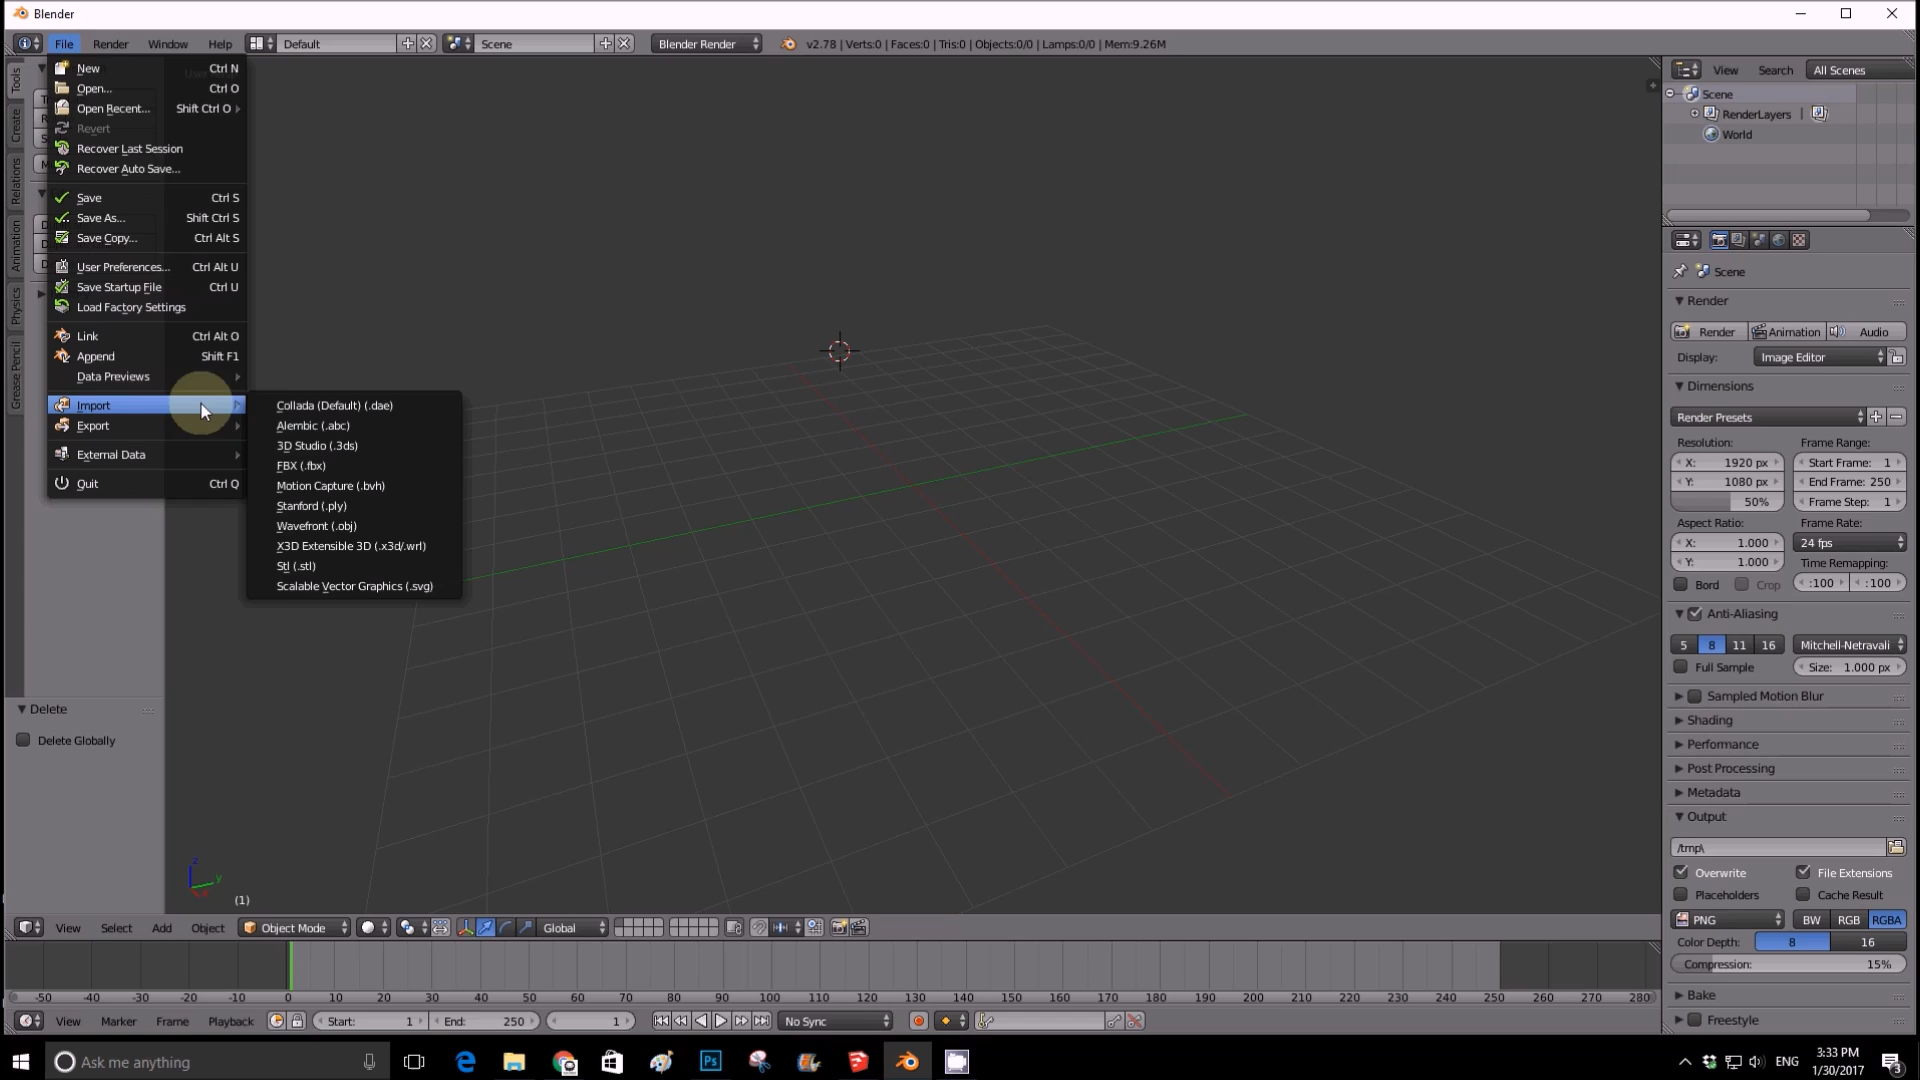 Blender
File Render Window Help Default Scene Blender Render v2.78 | Verts:0 | Faces:0 | Tris:0 | Objects:0/0 | Lamps:0/0 | Mem:9.26M
New Ctrl N
Open... Ctrl O
Open Recent... Shift Ctrl O
Revert
Recover Last Session
Recover Auto Save...
Save Ctrl S
Save As... Shift Ctrl S
Save Copy... Ctrl Alt S
User Preferences... Ctrl Alt U
Save Startup File Ctrl U
Load Factory Settings
Link Ctrl Alt O
Append Shift F1
Data Previews
Import
Export
External Data
Quit Ctrl Q
Collada (Default) (.dae)
Alembic (.abc)
3D Studio (.3ds)
FBX (.fbx)
Motion Capture (.bvh)
Stanford (.ply)
Wavefront (.obj)
X3D Extensible 3D (.x3d/.wrl)
Stl (.stl)
Scalable Vector Graphics (.svg)
Tools
Create
Relations
Animation
Physics
Grease Pencil
Delete
Delete Globally
z
y
(1)
View Search All Scenes
Scene
RenderLayers |
World
Scene
Render
Render Animation Audio
Display: Image Editor
Dimensions
Render Presets
Resolution: Frame Range:
X: 1920 px Start Frame: 1
Y: 1080 px End Frame: 250
50% Frame Step: 1
Aspect Ratio: Frame Rate:
X: 1.000 24 fps
Y: 1.000 Time Remapping:
Bord Crop :100 :100
Anti-Aliasing
5 8 11 16 Mitchell-Netravali
Full Sample Size: 1.000 px
Sampled Motion Blur
Shading
Performance
Post Processing
Metadata
Output
/tmp\
Overwrite File Extensions
Placeholders Cache Result
PNG BW RGB RGBA
Color Depth: 8 16
Compression: 15%
Bake
Freestyle
View Select Add Object Object Mode Global
-50 -40 -30 -20 -10 0 10 20 30 40 50 60 70 80 90 100 110 120 130 140 150 160 170 180 190 200 210 220 230 240 250 260 270 280
View Marker Frame Playback Start: 1 End: 250 1 No Sync
Ask me anything
Ps
ENG
3:33 PM
1/30/2017
3